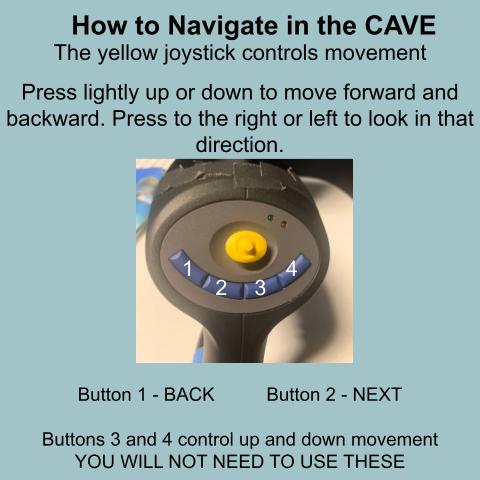 How to Navigate in the CAVE
The yellow joystick controls movement
Press lightly up or down to move forward and
backward. Press to the right or left to look in that
direction.
1
2
3
4
Button 1 - BACK
Button 2 - NEXT
Buttons 3 and 4 control up and down movement
YOU WILL NOT NEED TO USE THESE